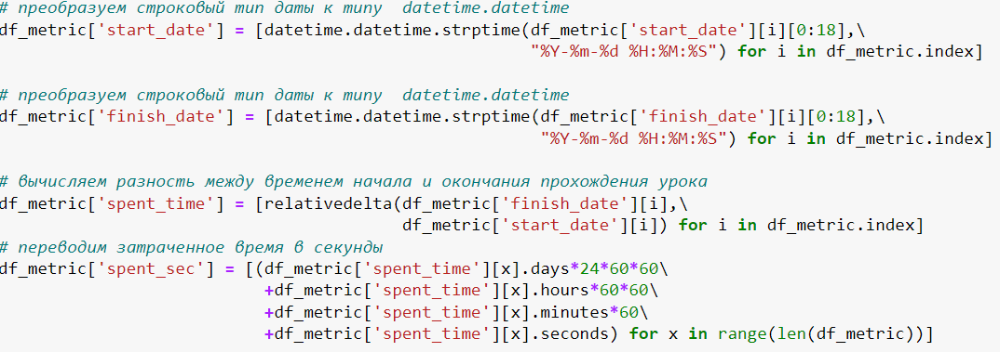 # преобразуем строковый тип даты к типу  datetime.datetime
df_metric['start_date'] = [datetime.datetime.strptime(df_metric['start_date'][i][0:18],\
"%Y-%m-%d %H:%M:%S") for i in df_metric.index]
# преобразуем строковый тип даты к типу  datetime.datetime
df_metric['finish_date'] = [datetime.datetime.strptime(df_metric['finish_date'][i][0:18],\
"%Y-%m-%d %H:%M:%S") for i in df_metric.index]
# вычисляем разность между временем начала и окончания прохождения урока
df_metric['spent_time'] = [relativedelta(df_metric['finish_date'][i],\
df_metric['start_date'][i]) for i in df_metric.index]
# переводим затраченное время в секунды
df_metric['spent_sec'] = [(df_metric['spent_time'][x].days*24*60*60\
+df_metric['spent_time'][x].hours*60*60\
+df_metric['spent_time'][x].minutes*60\
+df_metric['spent_time'][x].seconds) for x in range(len(df_metric))]